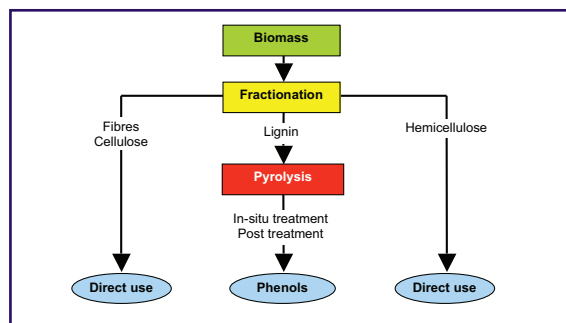 Biomass
Fractionation
Fibres
Cellulose
Lignin
Hemicellulose
Pyrolysis
In-situ treatment
Post treatment
Direct use
Phenols
Direct use